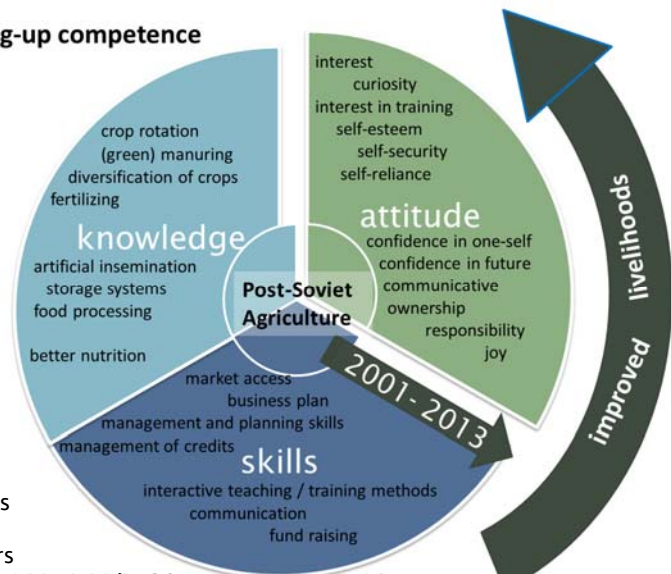 g-up competence
interest
curiosity
interest in training
self-esteem
self-security
self-reliance
attitude
confidence in one-self
confidence in future
communicative
ownership
responsibility
joy
crop rotation
(green) manuring
diversification of crops
fertilizing
knowledge
artificial insemination
storage systems
food processing
better nutrition
Post-Soviet
Agriculture
market access
business plan
management and planning skills
management of credits
skills
interactive teaching / training methods
communication
fund raising
2001- 2013
improved livelihoods
s
rs